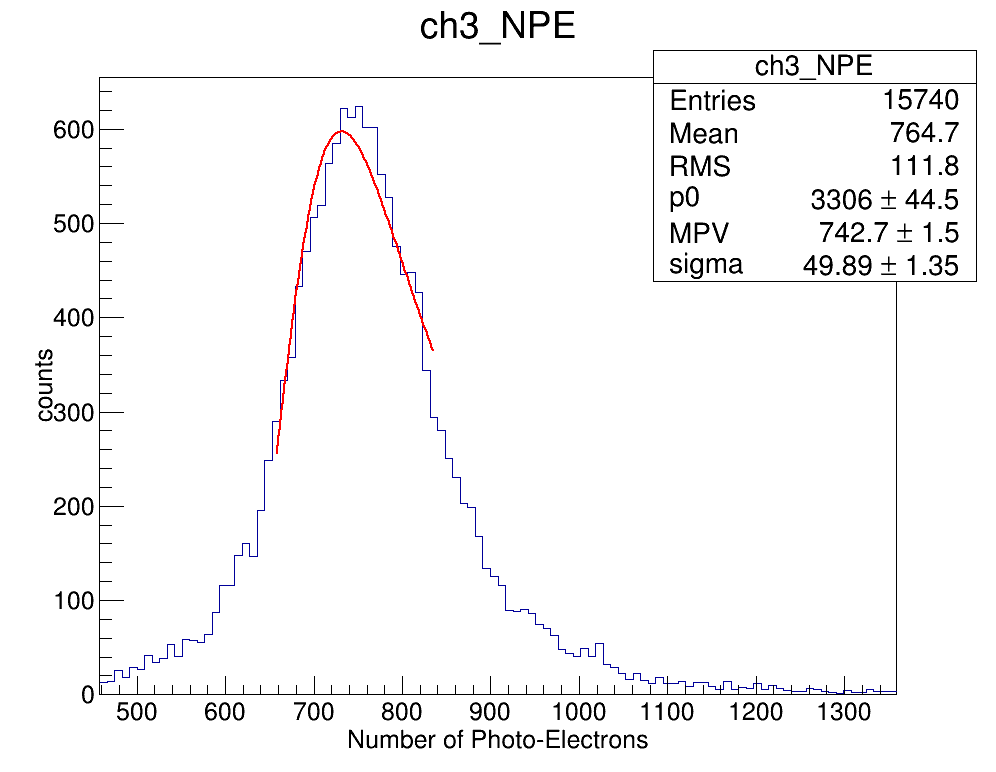 ch3_NPE
ch3_NPE
Entries 15740
Mean 764.7
RMS 111.8
p0 3306 ± 44.5
MPV 742.7 ± 1.5
sigma 49.89 ± 1.35
600
500
400
300
200
100
0
counts
500 600 700 800 900 1000 1100 1200 1300
Number of Photo-Electrons